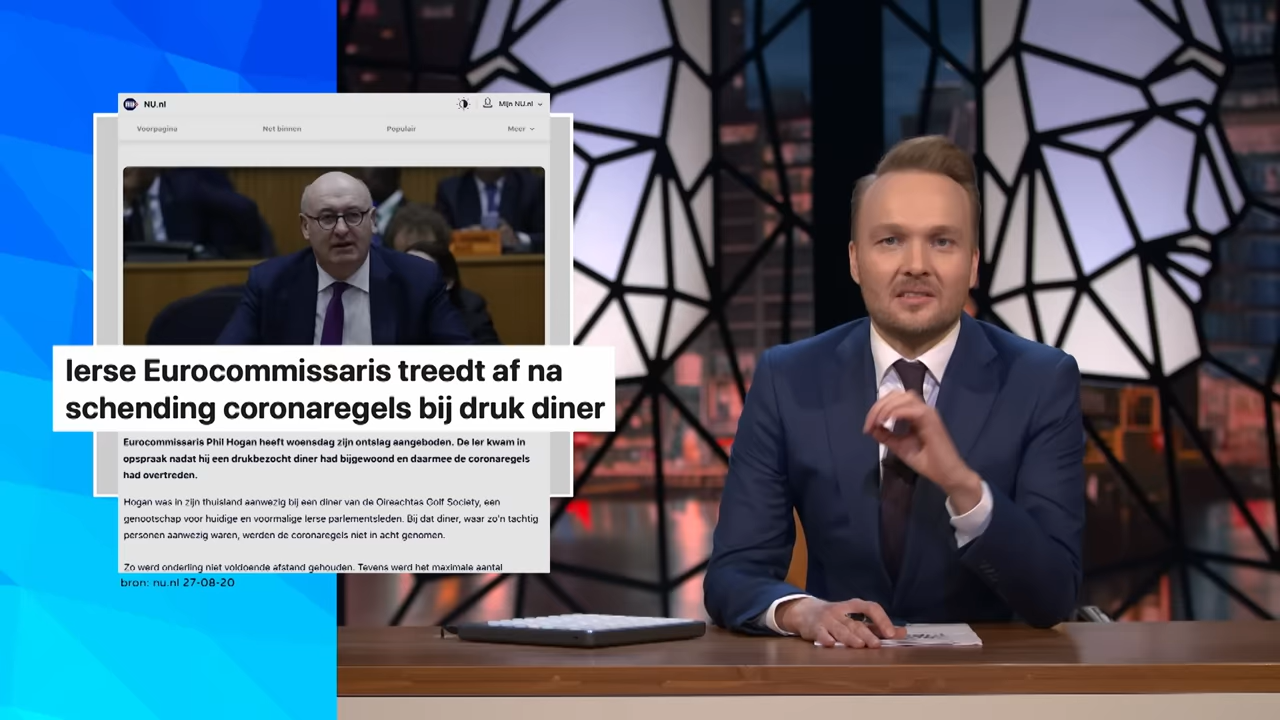 NU.nl
Mijn NU.nl
Voorpagina Net binnen Populair Meer
Ierse Eurocommissaris treedt af na
schending coronaregels bij druk diner
Eurocommissaris Phil Hogan heeft woensdag zijn ontslag aangeboden. De Ier kwam in
opspraak nadat hij een drukbezocht diner had bijgewoond en daarmee de coronaregels
had overtreden.
Hogan was in zijn thuisland aanwezig bij een diner van de Oireachtas Golf Society, een
genootschap voor huidige en voormalige Ierse parlementsleden. Bij dat diner, waar zo'n tachtig
personen aanwezig waren, werden de coronaregels niet in acht genomen.
Zo werd onderling niet voldoende afstand gehouden. Tevens werd het maximale aantal
bron: nu.nl 27-08-20